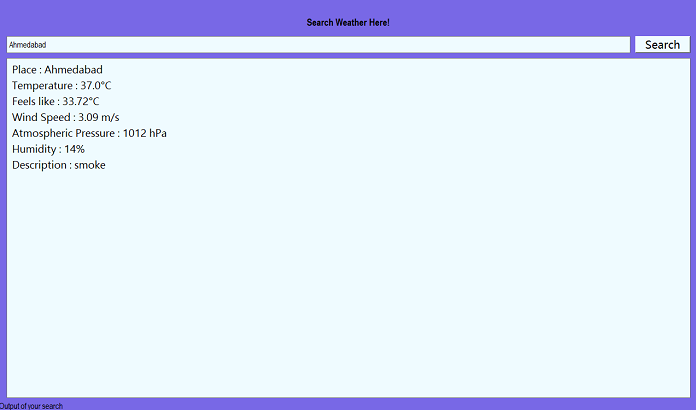 Search Weather Here!
Ahmedabad
Search
Place : Ahmedabad
Temperature : 37.0°C
Feels like : 33.72°C
Wind Speed : 3.09 m/s
Atmospheric Pressure : 1012 hPa
Humidity : 14%
Description : smoke
Output of your search